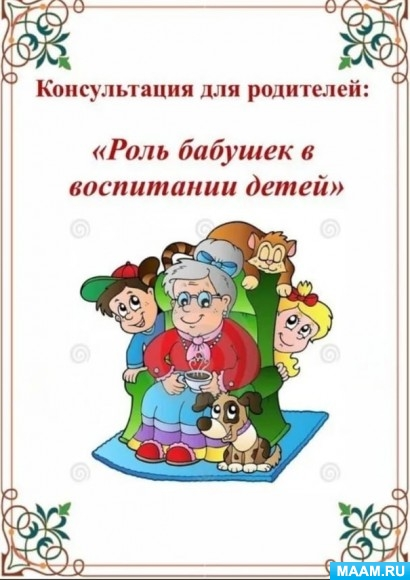 Консультация для родителей:
«Роль бабушек в
воспитании детей»
MAAM.RU